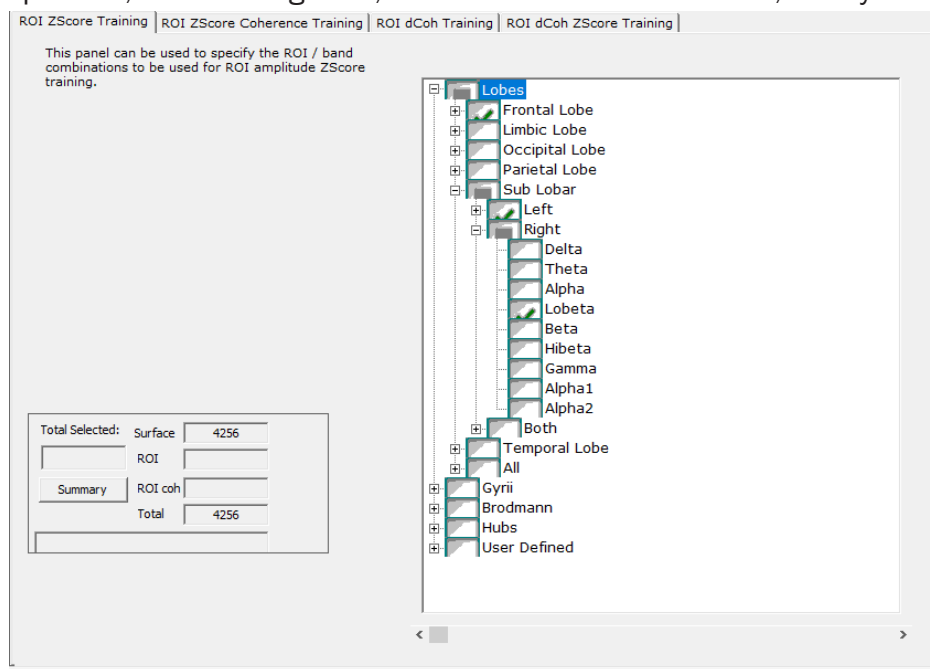 ROI ZScore Training
ROI ZScore Coherence Training
ROI dCoh Training
ROI dCoh ZScore Training
This panel can be used to specify the ROI / band
combinations to be used for ROI amplitude ZScore
training.
Lobes
Frontal Lobe
Limbic Lobe
Occipital Lobe
Parietal Lobe
Sub Lobar
Left
Right
Delta
Theta
Alpha
Lobeta
Beta
Hibeta
Gamma
Alpha1
Alpha2
Both
Temporal Lobe
All
Gyrii
Brodmann
Hubs
User Defined
Total Selected:
Surface 4256
ROI
Summary
ROI coh
Total 4256